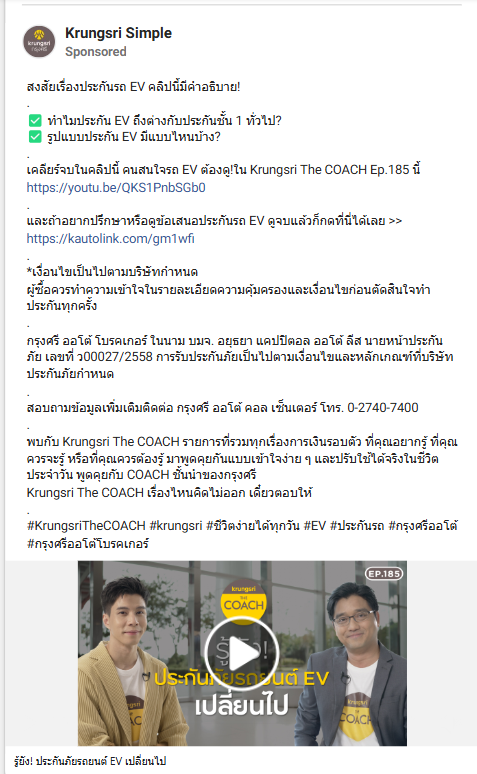 Krungsri Simple
Sponsored
krungsri
กรุงศรี
สงสัยเรื่องประกันรถ EV คลิปนี้มีคำอธิบาย!
.
✅ ทำไมประกัน EV ถึงต่างกับประกันชั้น 1 ทั่วไป?
✅ รูปแบบประกัน EV มีแบบไหนบ้าง?
.
เคลียร์จบในคลิปนี้ คนสนใจรถ EV ต้องดู!ใน Krungsri The COACH Ep.185 นี้
https://youtu.be/QKS1PnbSGb0
.
และถ้าอยากปรึกษาหรือดูข้อเสนอประกันรถ EV ดูจบแล้วก็กดที่นี่ได้เลย >>
https://kautolink.com/gm1wfi
.
*เงื่อนไขเป็นไปตามบริษัทกำหนด
ผู้ซื้อควรทำความเข้าใจในรายละเอียดความคุ้มครองและเงื่อนไขก่อนตัดสินใจทำ
ประกันทุกครั้ง
.
กรุงศรี ออโต้ โบรคเกอร์ ในนาม บมจ. อยุธยา แคปปิตอล ออโต้ ลีส นายหน้าประกัน
ภัย เลขที่ ว00027/2558 การรับประกันภัยเป็นไปตามเงื่อนไขและหลักเกณฑ์ที่บริษัท
ประกันภัยกำหนด
.
สอบถามข้อมูลเพิ่มเติมติดต่อ กรุงศรี ออโต้ คอล เซ็นเตอร์ โทร. 0-2740-7400
.
พบกับ Krungsri The COACH รายการที่รวมทุกเรื่องการเงินรอบตัว ที่คุณอยากรู้ ที่คุณ
ควรจะรู้ หรือที่คุณควรต้องรู้ มาพูดคุยกันแบบเข้าใจง่าย ๆ และปรับใช้ได้จริงในชีวิต
ประจำวัน พูดคุยกับ COACH ชั้นนำของกรุงศรี
Krungsri The COACH เรื่องไหนคิดไม่ออก เดี๋ยวตอบให้
.
#KrungsriTheCOACH #krungsri #ชีวิตง่ายได้ทุกวัน #EV #ประกันรถ #กรุงศรีออโต้
#กรุงศรีออโต้โบรคเกอร์
EP.185
krungsri
THE
COACH
รู้ยัง!
ประกันภัยรถยนต์ EV
เปลี่ยนไป
THE
COACH
THE
COACH
รู้ยัง! ประกันภัยรถยนต์ EV เปลี่ยนไป